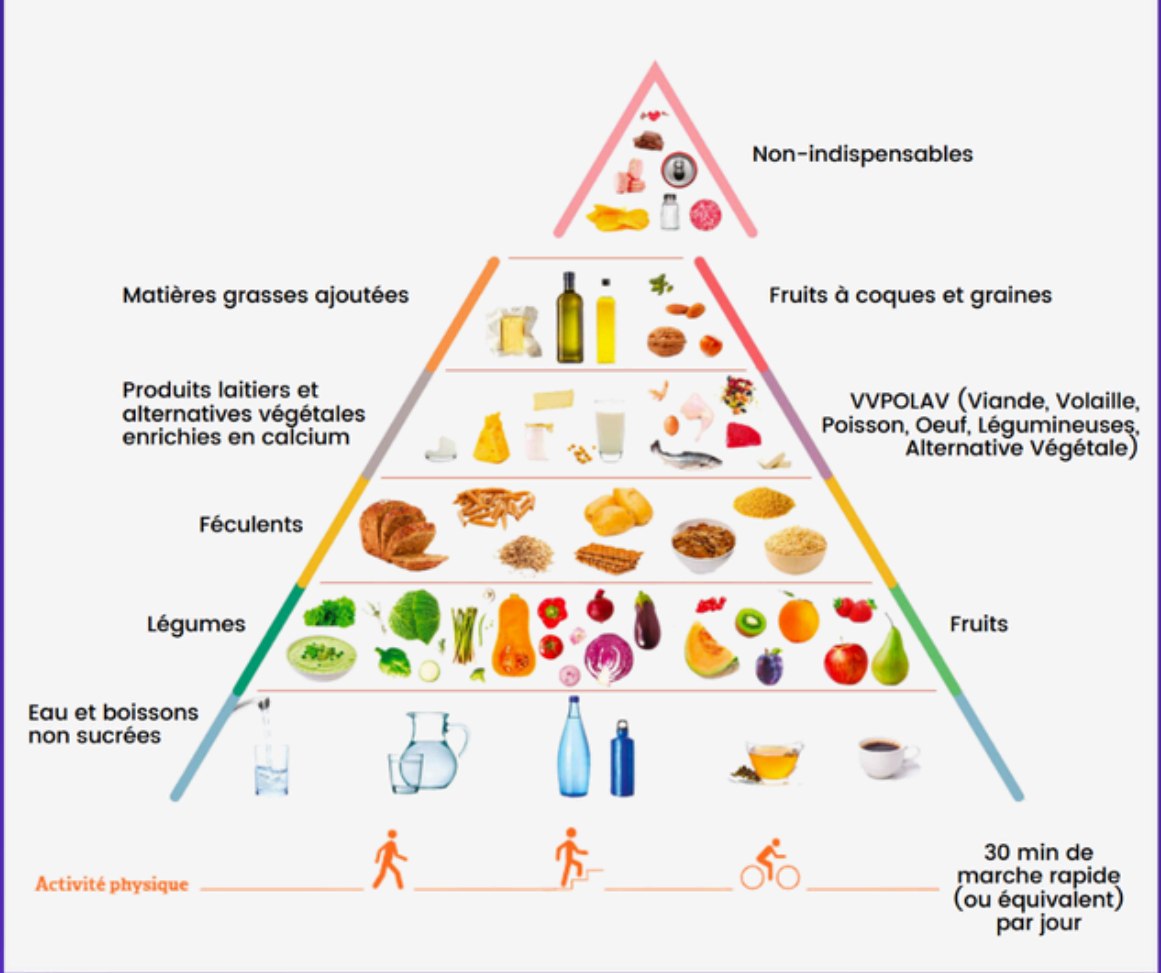 Non-indispensables
Matières grasses ajoutées
Fruits à coques et graines
Produits laitiers et
alternatives végétales
enrichies en calcium
VVPOLAV (Viande, Volaille,
Poisson, Oeuf, Légumineuses,
Alternative Végétale)
Féculents
Légumes
Fruits
Eau et boissons
non sucrées
Activité physique
30 min de
marche rapide
(ou équivalent)
par jour